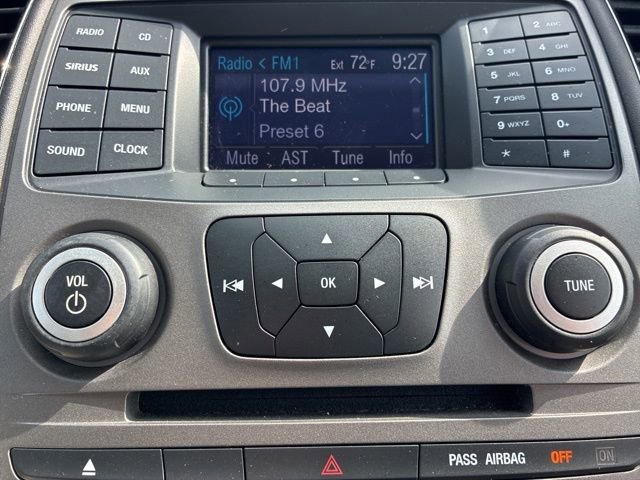 RADIO CD
SIRIUS AUX
PHONE MENU
SOUND CLOCK
Radio < FM1 Ext 72°F 9:27
107.9 MHz
The Beat
Preset 6
Mute AST Tune Info
1 2 ABC
3 DEF 4 GHI
5 JKL 6 MNO
7 PQRS 8 TUV
9 WXYZ 0+
* #
VOL
OK
TUNE
PASS AIRBAG OFF ON